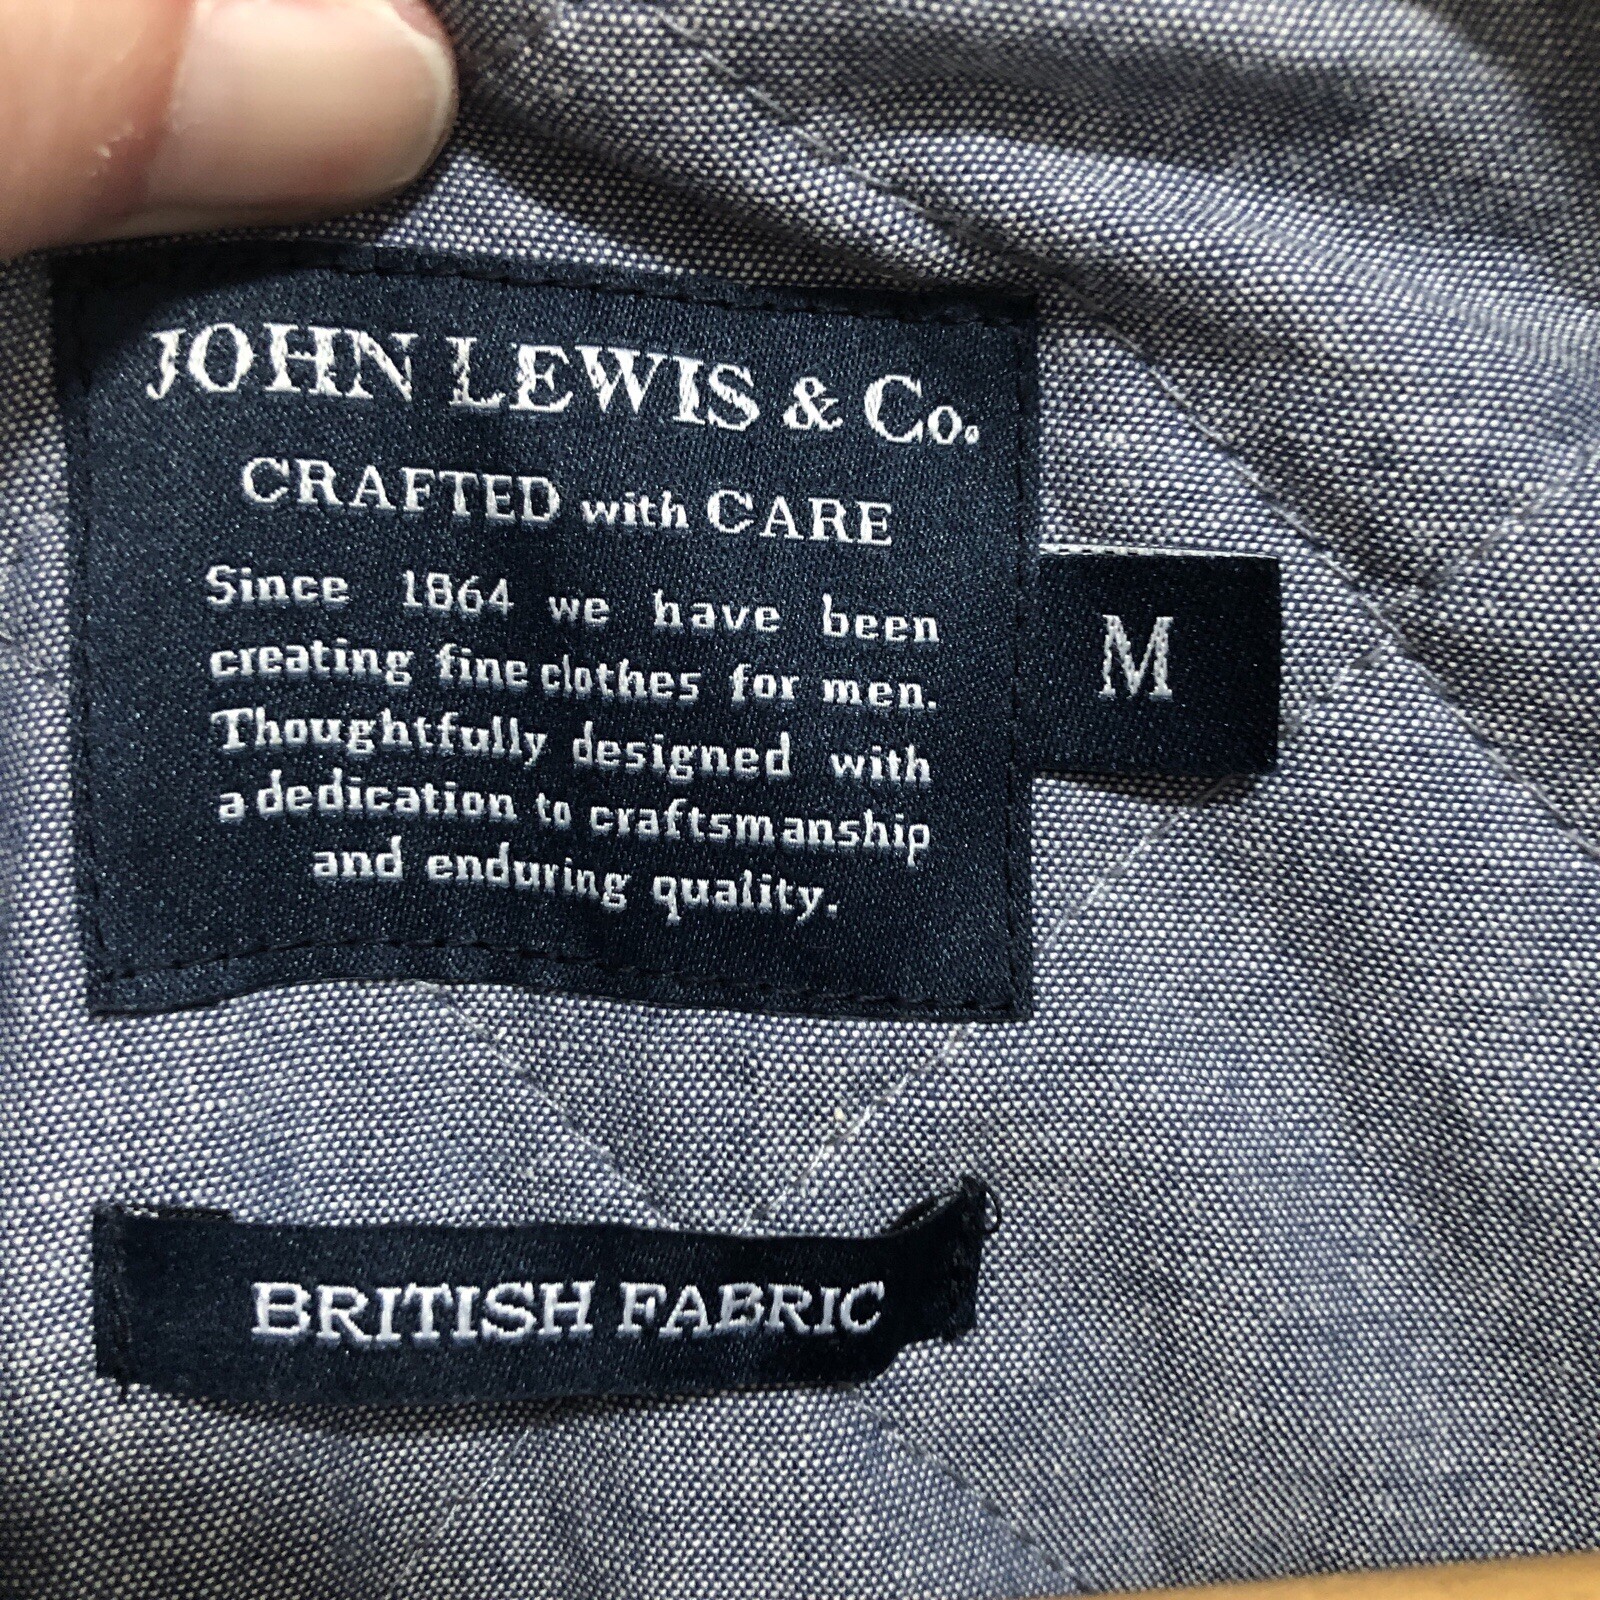 JOHN LEWIS & Co.
CRAFTED with CARE
Since 1864 we have been
creating fine clothes for men.
Thoughtfully designed with
a dedication to craftsmanship
and enduring quality.
M
BRITISH FABRIC